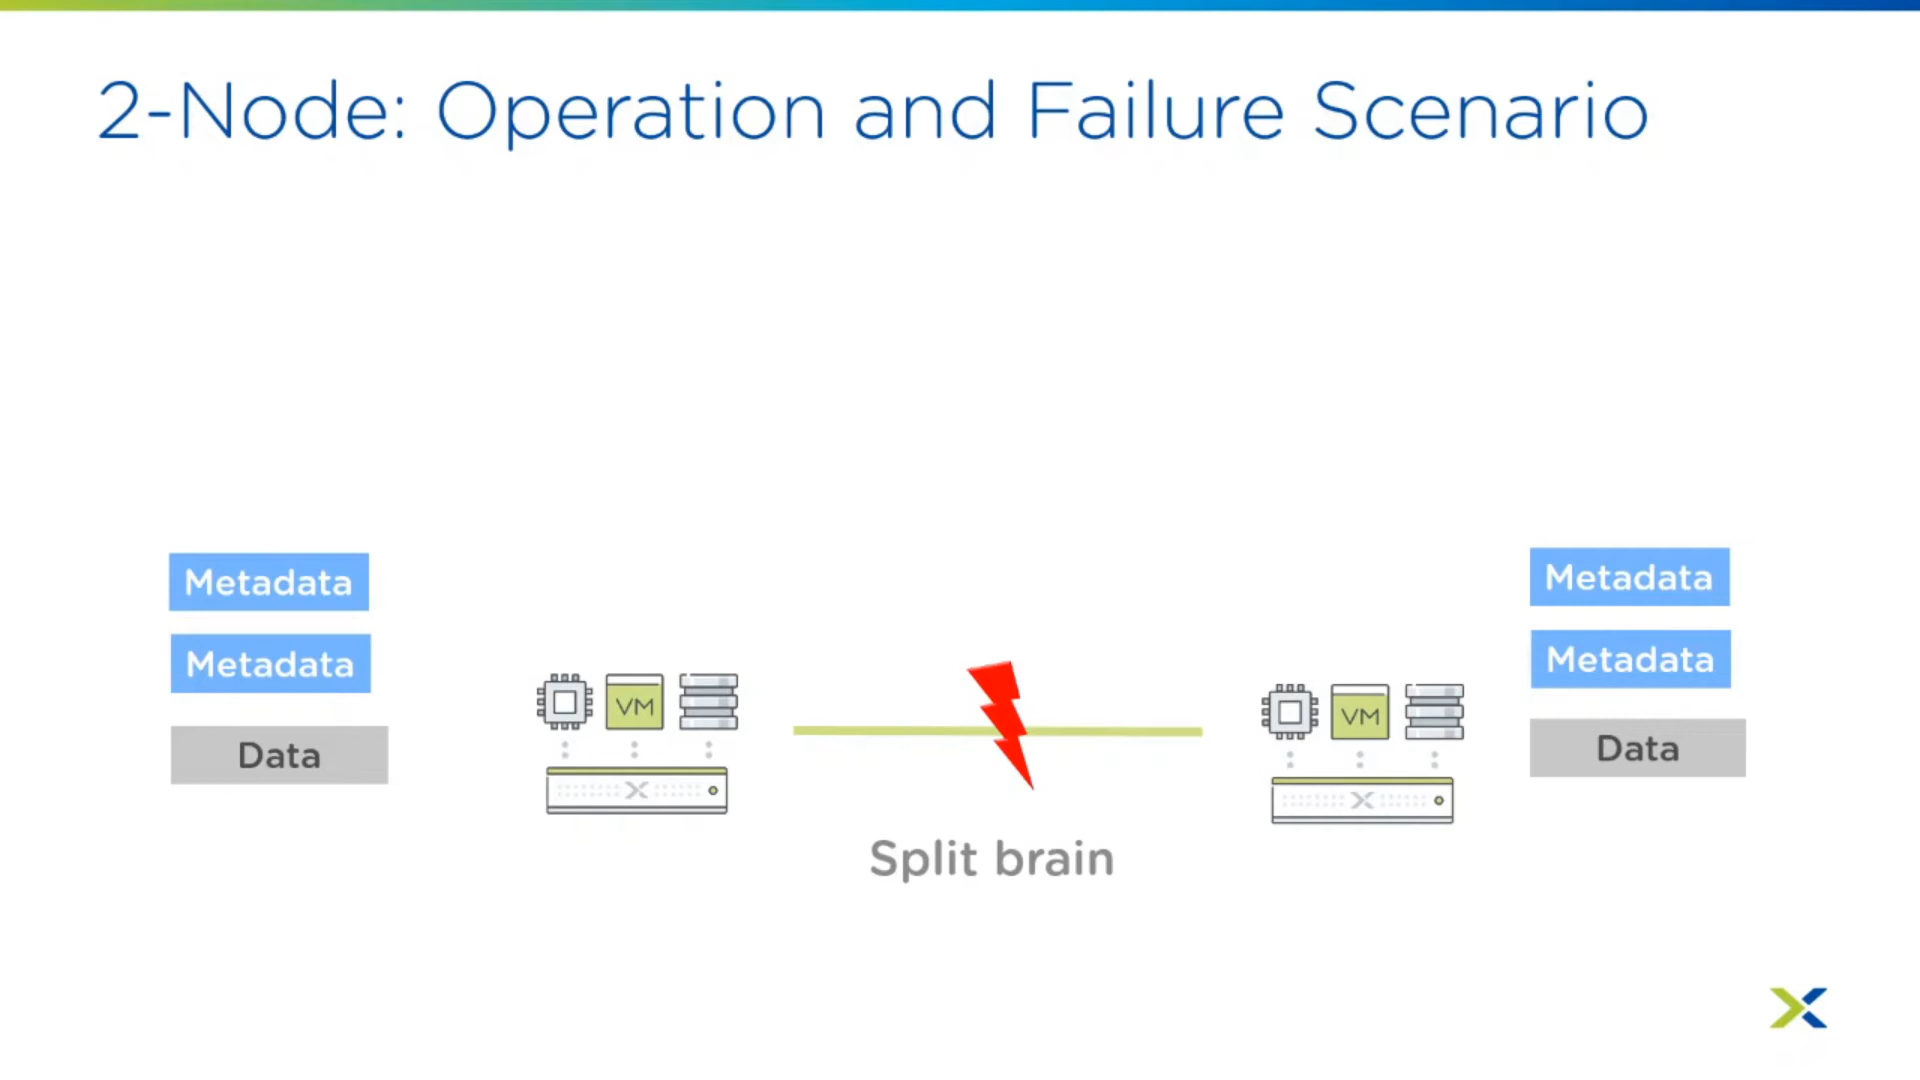 2-Node: Operation and Failure Scenario
Metadata
Metadata
Data
VM
Split brain
VM
Metadata
Metadata
Data